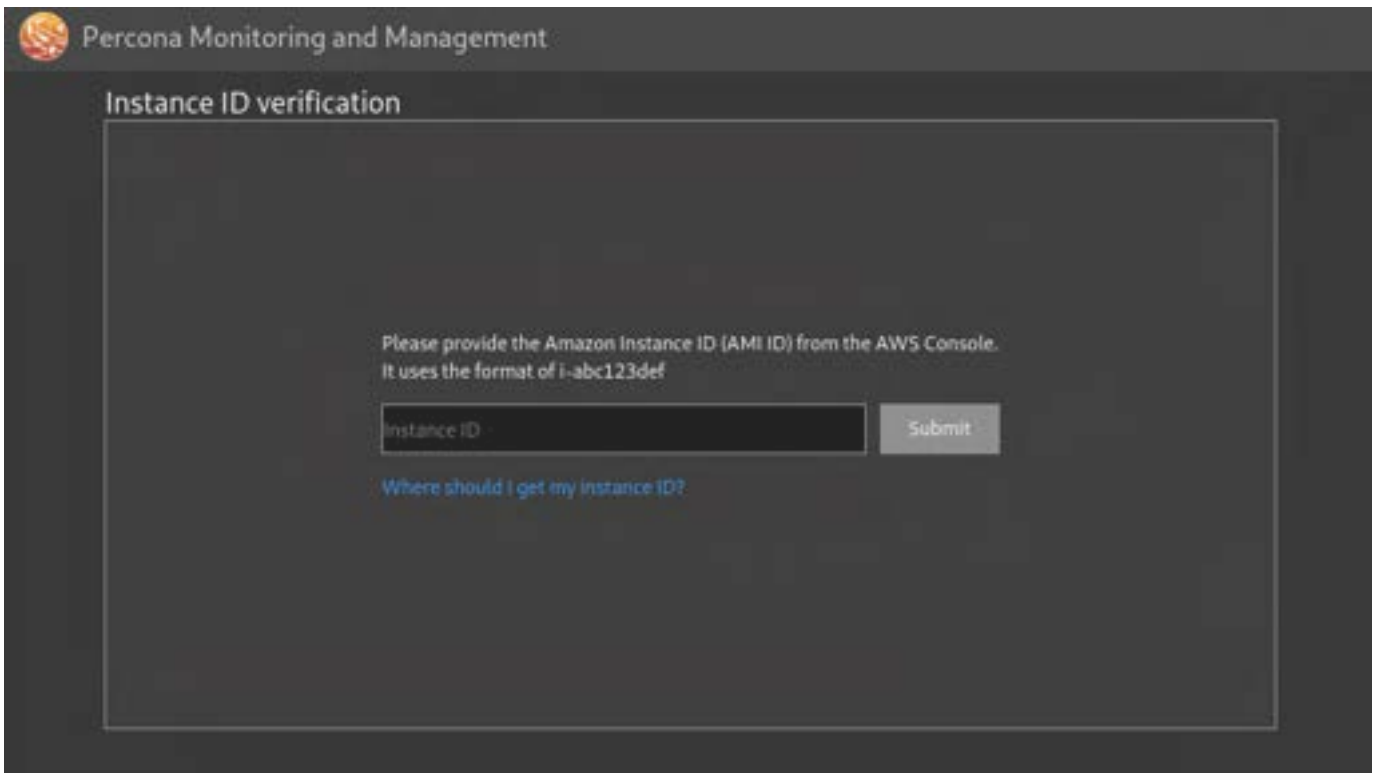 Percona Monitoring and Management
Instance ID verification
Please provide the Amazon Instance ID (AMI ID) from the AWS Console.
It uses the format of i-abc123def
Instance ID
Submit
Where should I get my instance ID?